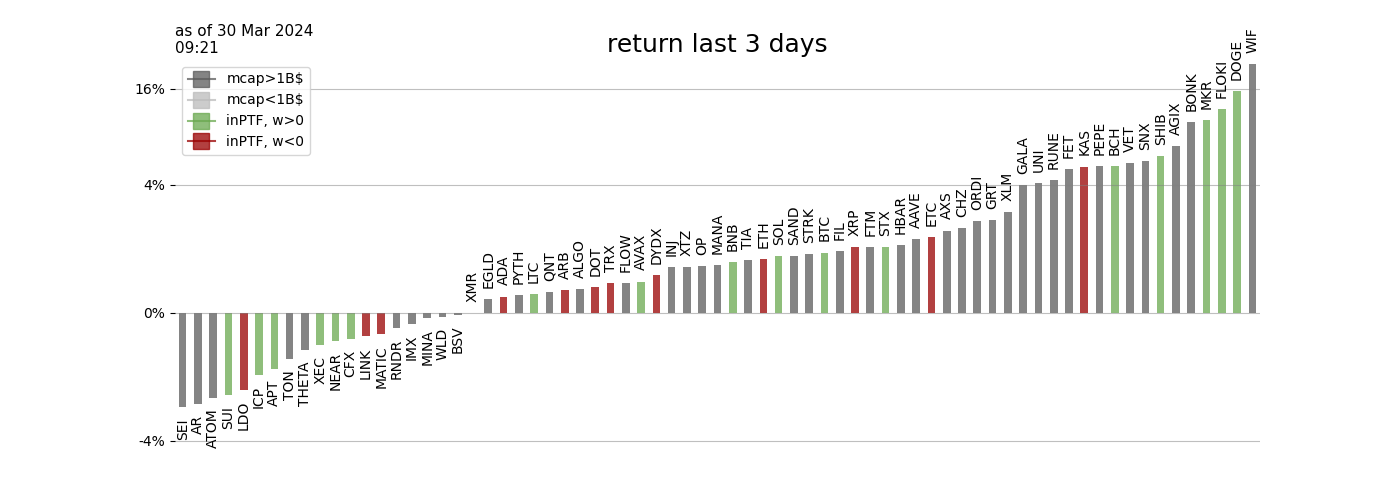 as of 30 Mar 2024
09:21
return last 3 days
mcap>1B$
mcap<1B$
inPTF, w>0
inPTF, w<0
16%
4%
0%
-4%
SEI
AR
ATOM
SUI
LDO
ICP
APT
TON
THETA
XEC
NEAR
CFX
LINK
MATIC
RNDR
IMX
MINA
WLD
BSV
XMR
EGLD
ADA
PYTH
LTC
QNT
ARB
ALGO
DOT
TRX
FLOW
AVAX
DYDX
INJ
XTZ
OP
MANA
BNB
TIA
ETH
SOL
SAND
STRK
BTC
FIL
XRP
FTM
STX
HBAR
AAVE
ETC
AXS
CHZ
ORDI
GRT
XLM
GALA
UNI
RUNE
FET
KAS
PEPE
BCH
VET
SNX
SHIB
AGIX
BONK
MKR
FLOKI
DOGE
WIF